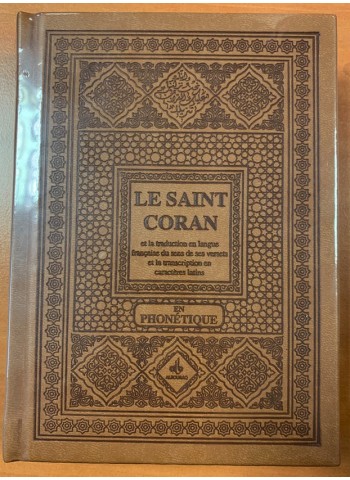 LE SAINT
CORAN
et la traduction en langue
française du sens de ses versets
et la transcription en
caractères latins
EN
PHONÉTIQUE
ALBOURAQ